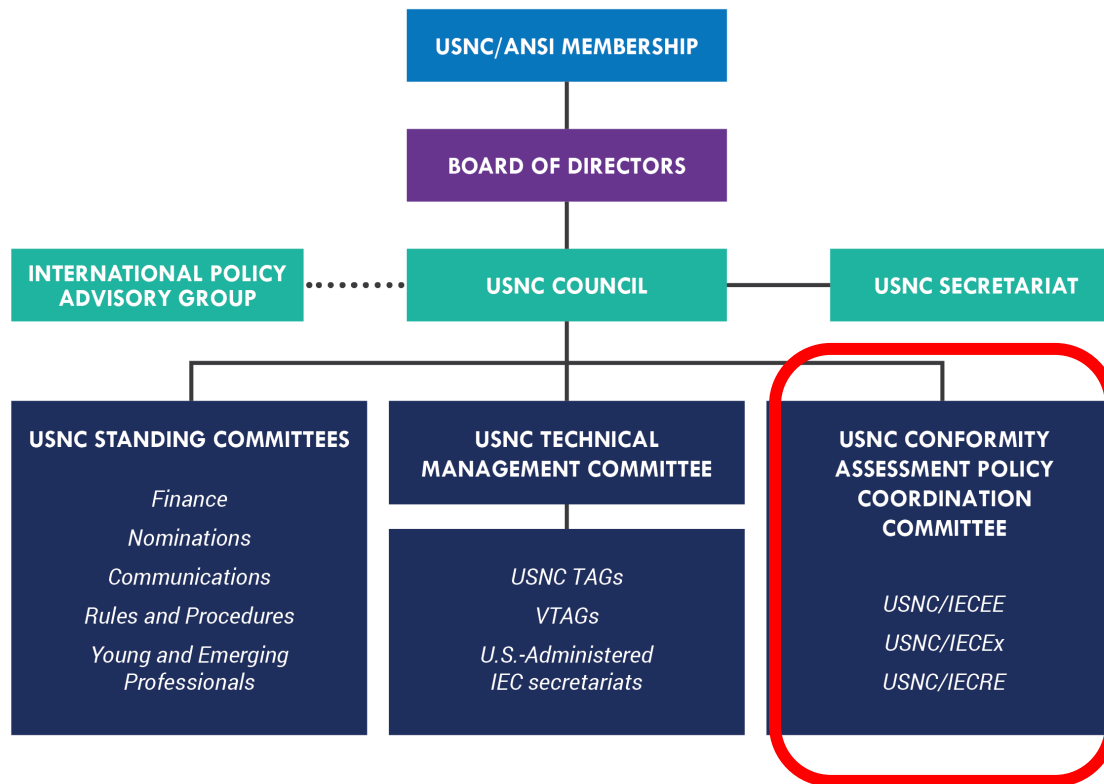 USNC/ANSI MEMBERSHIP
BOARD OF DIRECTORS
INTERNATIONAL POLICY
ADVISORY GROUP
USNC COUNCIL
USNC SECRETARIAT
USNC STANDING COMMITTEES
Finance
Nominations
Communications
Rules and Procedures
Young and Emerging
Professionals
USNC TECHNICAL
MANAGEMENT COMMITTEE
USNC TAGs
VTAGs
U.S.-Administered
IEC secretariats
USNC CONFORMITY
ASSESSMENT POLICY
COORDINATION
COMMITTEE
USNC/IECEE
USNC/IECEx
USNC/IECRE